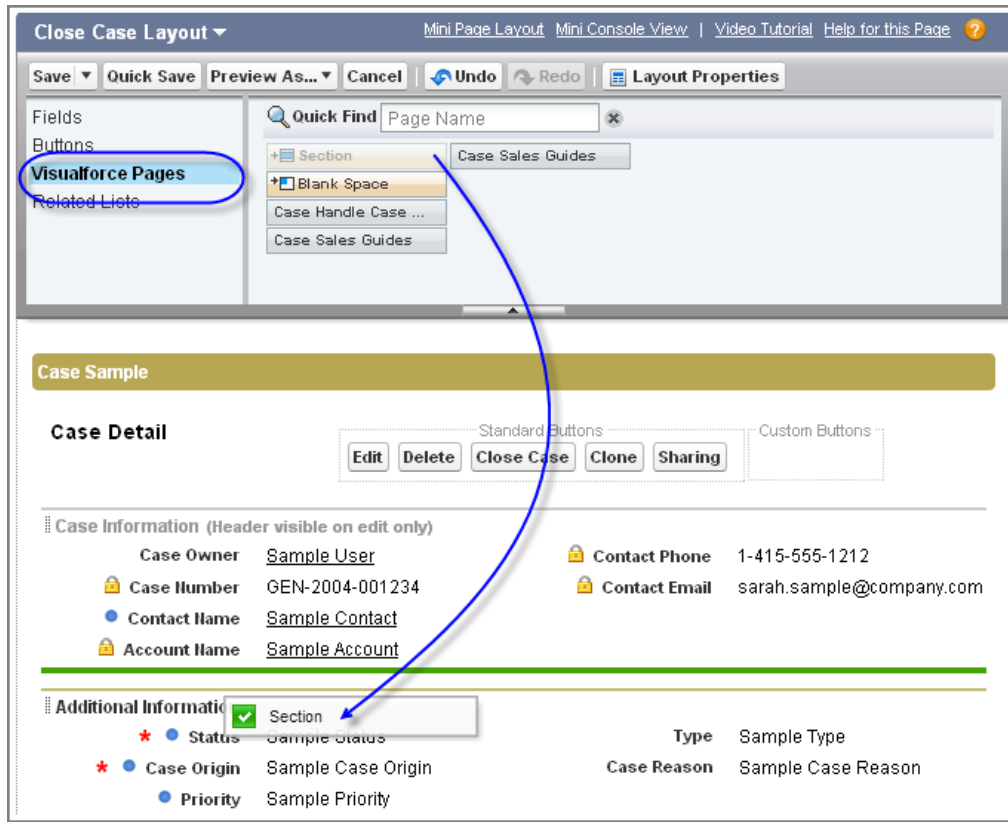 Close Case Layout Mini Page Layout Mini Console View | Video Tutorial Help for this Page ?
Save Quick Save Preview As... Cancel Undo Redo Layout Properties
Fields
Buttons
Visualforce Pages
Related Lists
Quick Find Page Name
Section Case Sales Guides
Blank Space
Case Handle Case ...
Case Sales Guides
Case Sample
Case Detail
Standard Buttons
Custom Buttons
Edit Delete Close Case Clone Sharing
Case Information (Header visible on edit only)
Case Owner Sample User Contact Phone 1-415-555-1212
Case Number GEN-2004-001234 Contact Email sarah.sample@company.com
Contact Name Sample Contact
Account Name Sample Account
Additional Informatio
Section
* Status Sample Status Type Sample Type
* Case Origin Sample Case Origin Case Reason Sample Case Reason
Priority Sample Priority